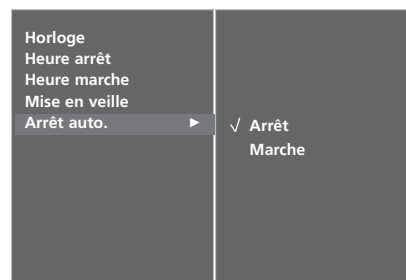 Horloge
Heure arrêt
Heure marche
Mise en veille
Arrêt auto. ►
√ Arrêt
Marche